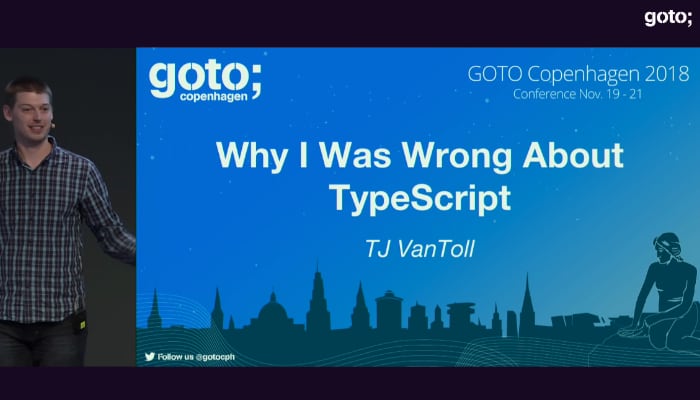 goto;
goto;
copenhagen
GOTO Copenhagen 2018
Conference Nov. 19 - 21
Why I Was Wrong About
TypeScript
TJ VanToll
Follow us @gotocph